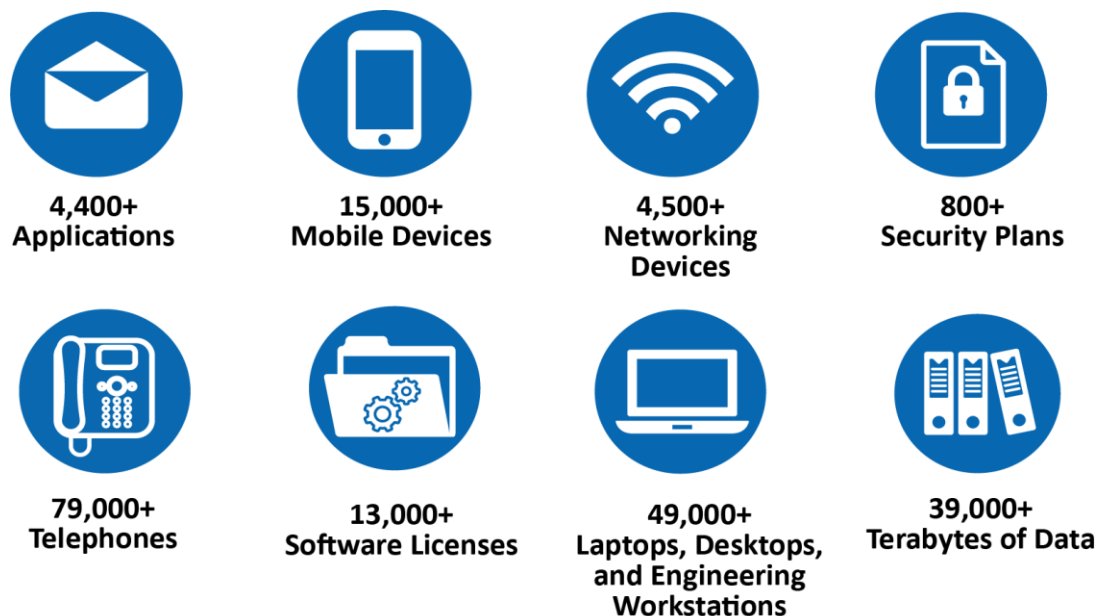 4,400+
Applications
15,000+
Mobile Devices
4,500+
Networking
Devices
800+
Security Plans
79,000+
Telephones
13,000+
Software Licenses
49,000+
Laptops, Desktops,
and Engineering
Workstations
39,000+
Terabytes of Data